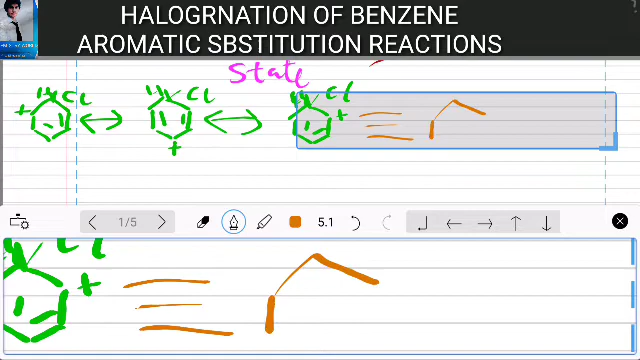 HALOGRNATION OF BENZENE
AROMATIC SBSTITUTION REACTIONS
State
H Cl H Cl H Cl
+ + +
1/5 5.1
H Cl
+